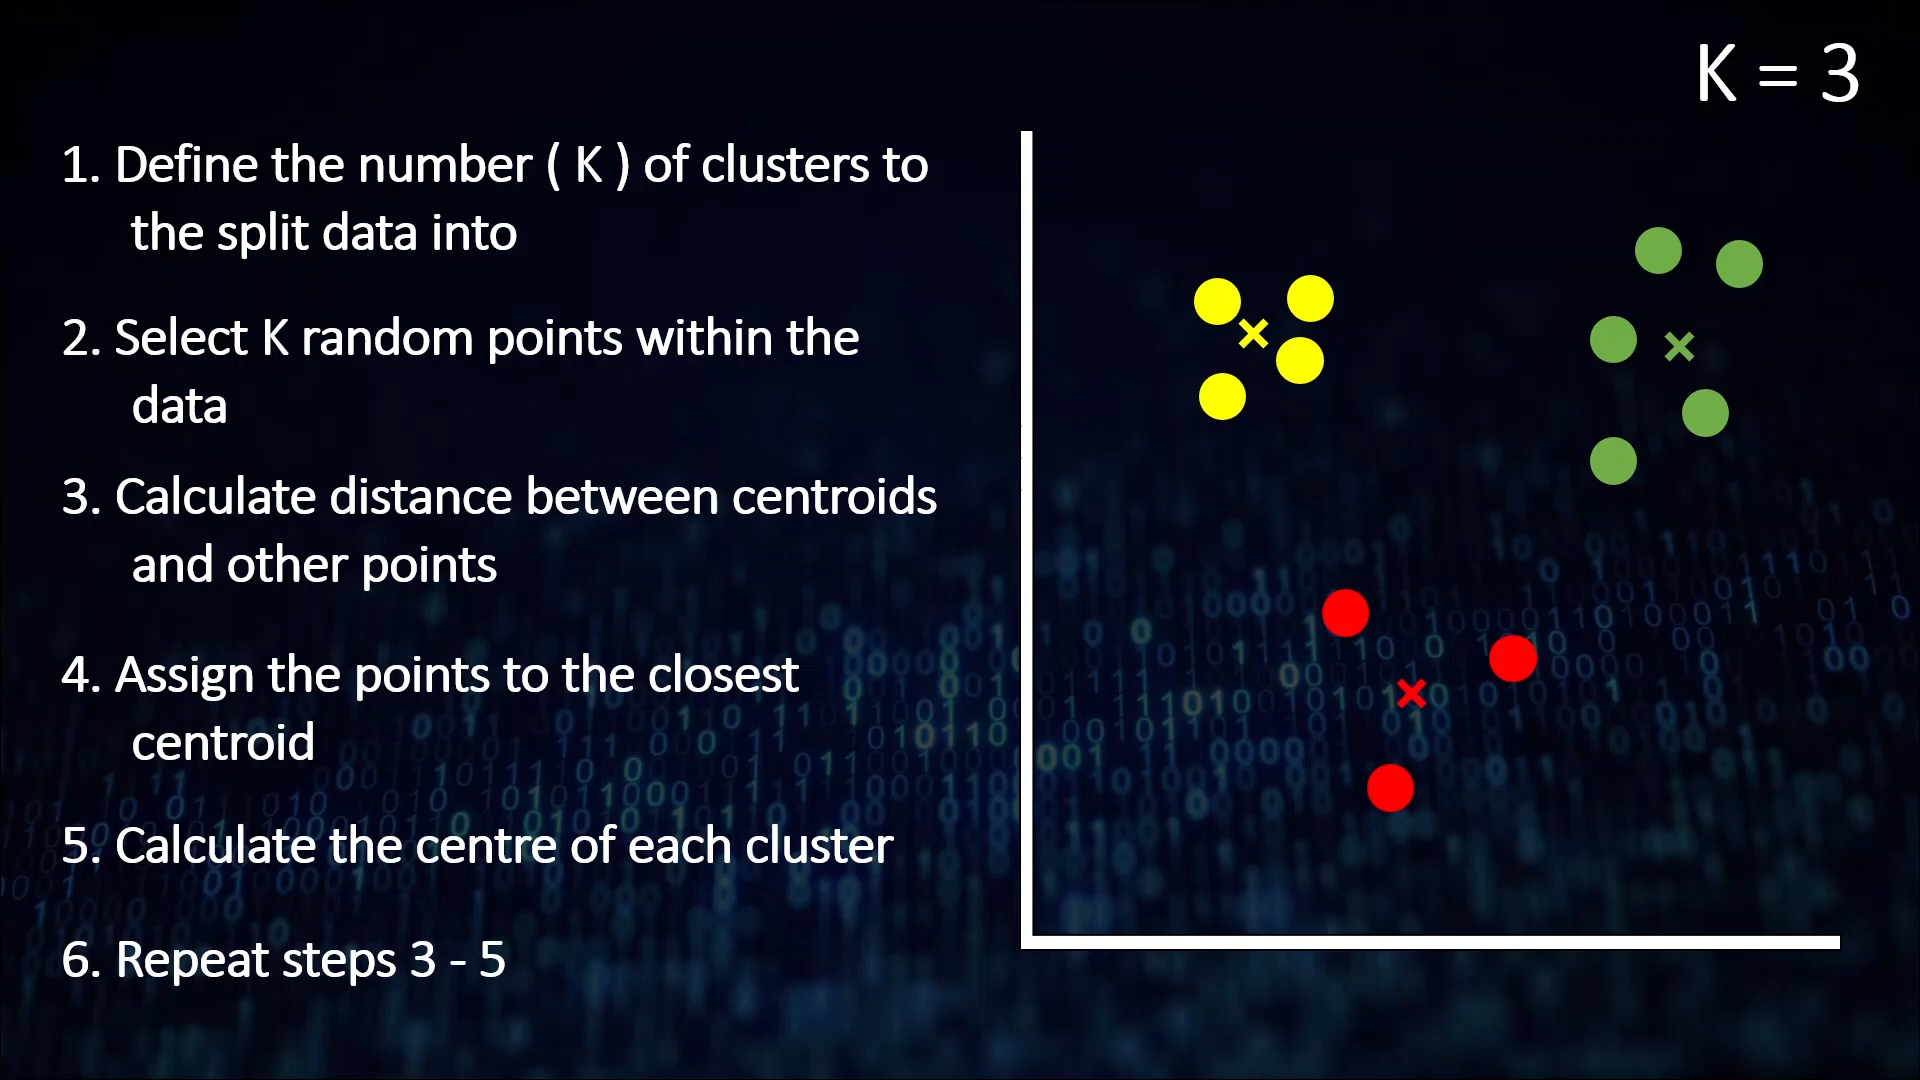 K = 3
1. Define the number ( K ) of clusters to
the split data into
2. Select K random points within the
data
3. Calculate distance between centroids
and other points
4. Assign the points to the closest
centroid
5. Calculate the centre of each cluster
6. Repeat steps 3 - 5